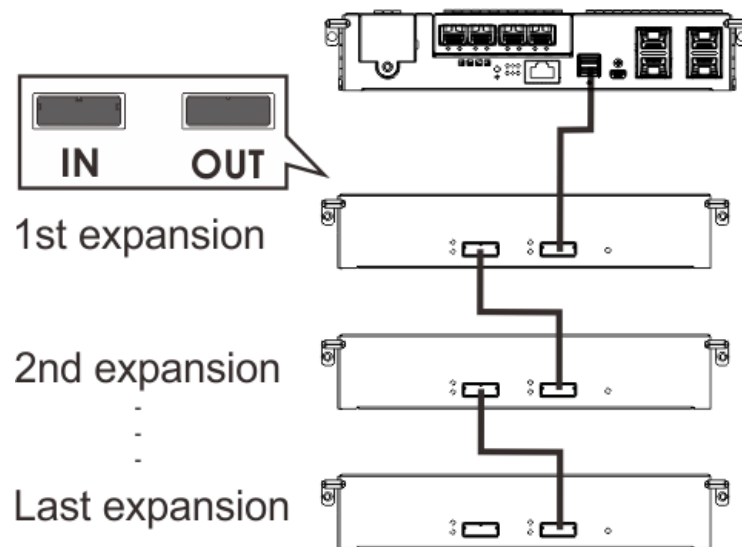 IN OUT
1st expansion
2nd expansion
-
-
-
Last expansion